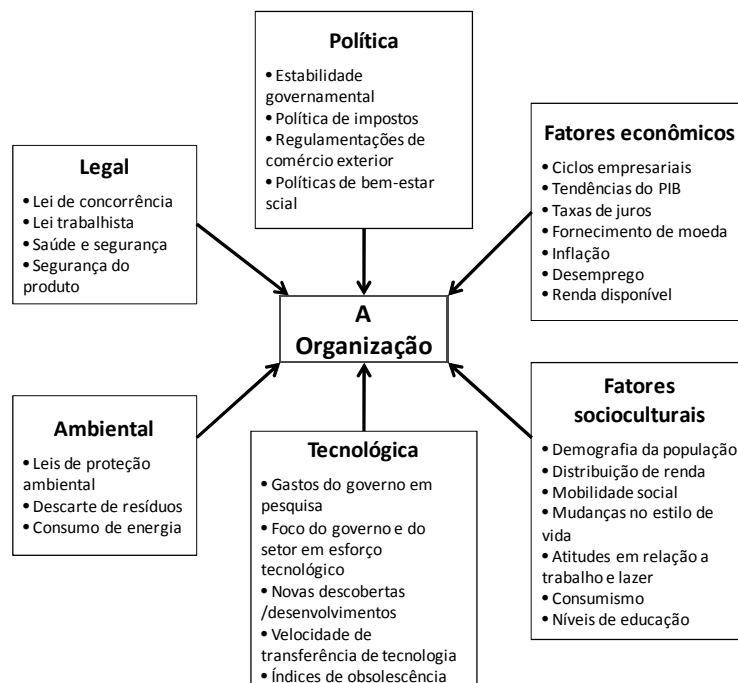 Política
• Estabilidade
governamental
• Política de impostos
• Regulamentações de
comércio exterior
• Políticas de bem-estar
scial
Fatores econômicos
• Ciclos empresariais
• Tendências do PIB
• Taxas de juros
• Fornecimento de moeda
• Inflação
• Desemprego
• Renda disponível
Legal
• Lei de concorrência
• Lei trabalhista
• Saúde e segurança
• Segurança do
produto
A
Organização
Ambiental
• Leis de proteção
ambiental
• Descarte de resíduos
• Consumo de energia
Tecnológica
• Gastos do governo em
pesquisa
• Foco do governo e do
setor em esforço
tecnológico
• Novas descobertas
/desenvolvimentos
• Velocidade de
transferência de tecnologia
• Índices de obsolescência
Fatores
socioculturais
• Demografia da população
• Distribuição de renda
• Mobilidade social
• Mudanças no estilo de
vida
• Atitudes em relação a
trabalho e lazer
• Consumismo
• Níveis de educação